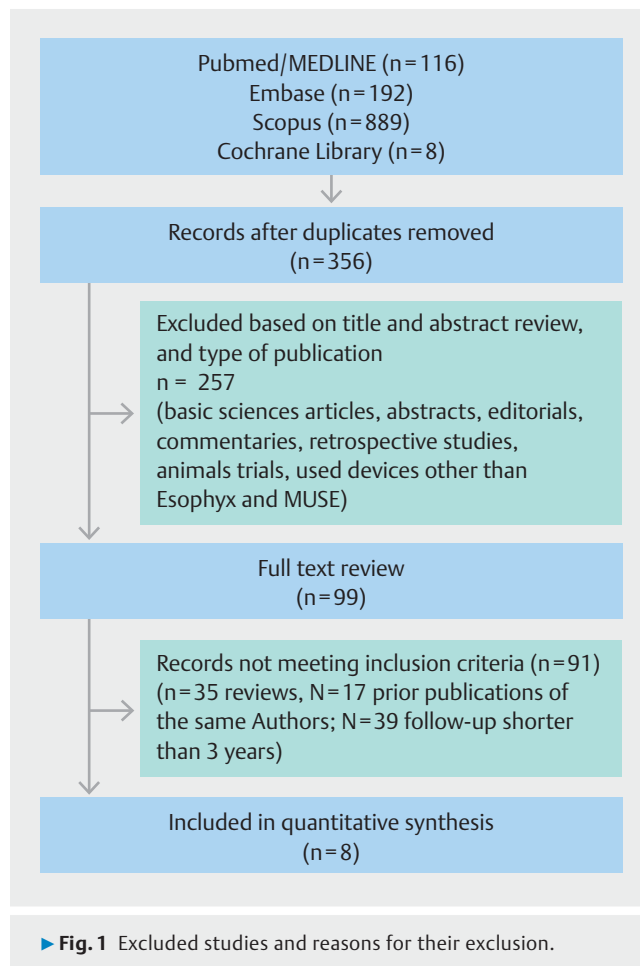 Pubmed/MEDLINE (n=116)
Embase (n=192)
Scopus (n=889)
Cochrane Library (n=8)
Records after duplicates removed
(n=356)
Excluded based on title and abstract review,
and type of publication
n = 257
(basic sciences articles, abstracts, editorials,
commentaries, retrospective studies,
animals trials, used devices other than
Esophyx and MUSE)
Full text review
(n=99)
Records not meeting inclusion criteria (n=91)
(n=35 reviews, N=17 prior publications of
the same Authors; N=39 follow-up shorter
than 3 years)
Included in quantitative synthesis
(n=8)
▶ Fig. 1 Excluded studies and reasons for their exclusion.